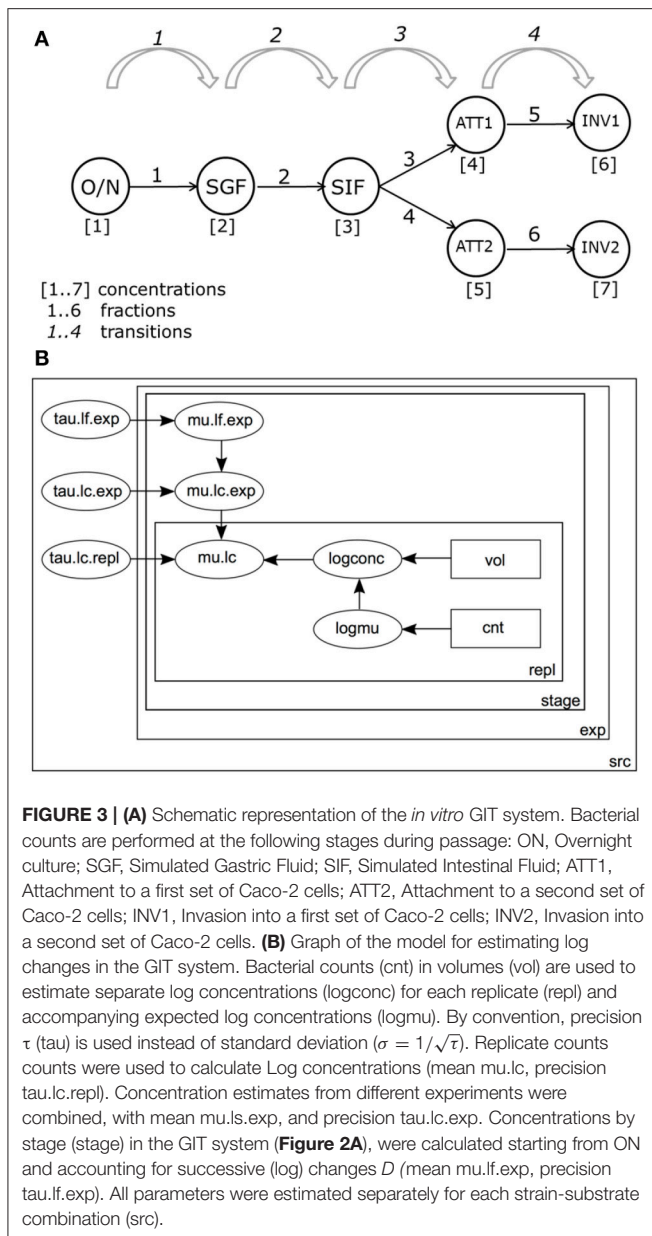 A
1 2 3 4
ATT1 5 INV1
[4] [6]
3
O/N 1 SGF 2 SIF
[1] [2] [3]
4
ATT2 6 INV2
[5] [7]
[1..7] concentrations
1..6 fractions
1..4 transitions
B
tau.lf.exp mu.lf.exp
tau.lc.exp mu.lc.exp
tau.lc.repl mu.lc logconc vol
logmu cnt
repl
stage
exp
src
FIGURE 3 | (A) Schematic representation of the in vitro GIT system. Bacterial
counts are performed at the following stages during passage: ON, Overnight
culture; SGF, Simulated Gastric Fluid; SIF, Simulated Intestinal Fluid; ATT1,
Attachment to a first set of Caco-2 cells; ATT2, Attachment to a second set of
Caco-2 cells; INV1, Invasion into a first set of Caco-2 cells; INV2, Invasion into
a second set of Caco-2 cells. (B) Graph of the model for estimating log
changes in the GIT system. Bacterial counts (cnt) in volumes (vol) are used to
estimate separate log concentrations (logconc) for each replicate (repl) and
accompanying expected log concentrations (logmu). By convention, precision
τ (tau) is used instead of standard deviation (σ = 1/√τ). Replicate counts
counts were used to calculate Log concentrations (mean mu.lc, precision
tau.lc.repl). Concentration estimates from different experiments were
combined, with mean mu.ls.exp, and precision tau.lc.exp. Concentrations by
stage (stage) in the GIT system (Figure 2A), were calculated starting from ON
and accounting for successive (log) changes D (mean mu.lf.exp, precision
tau.lf.exp). All parameters were estimated separately for each strain-substrate
combination (src).